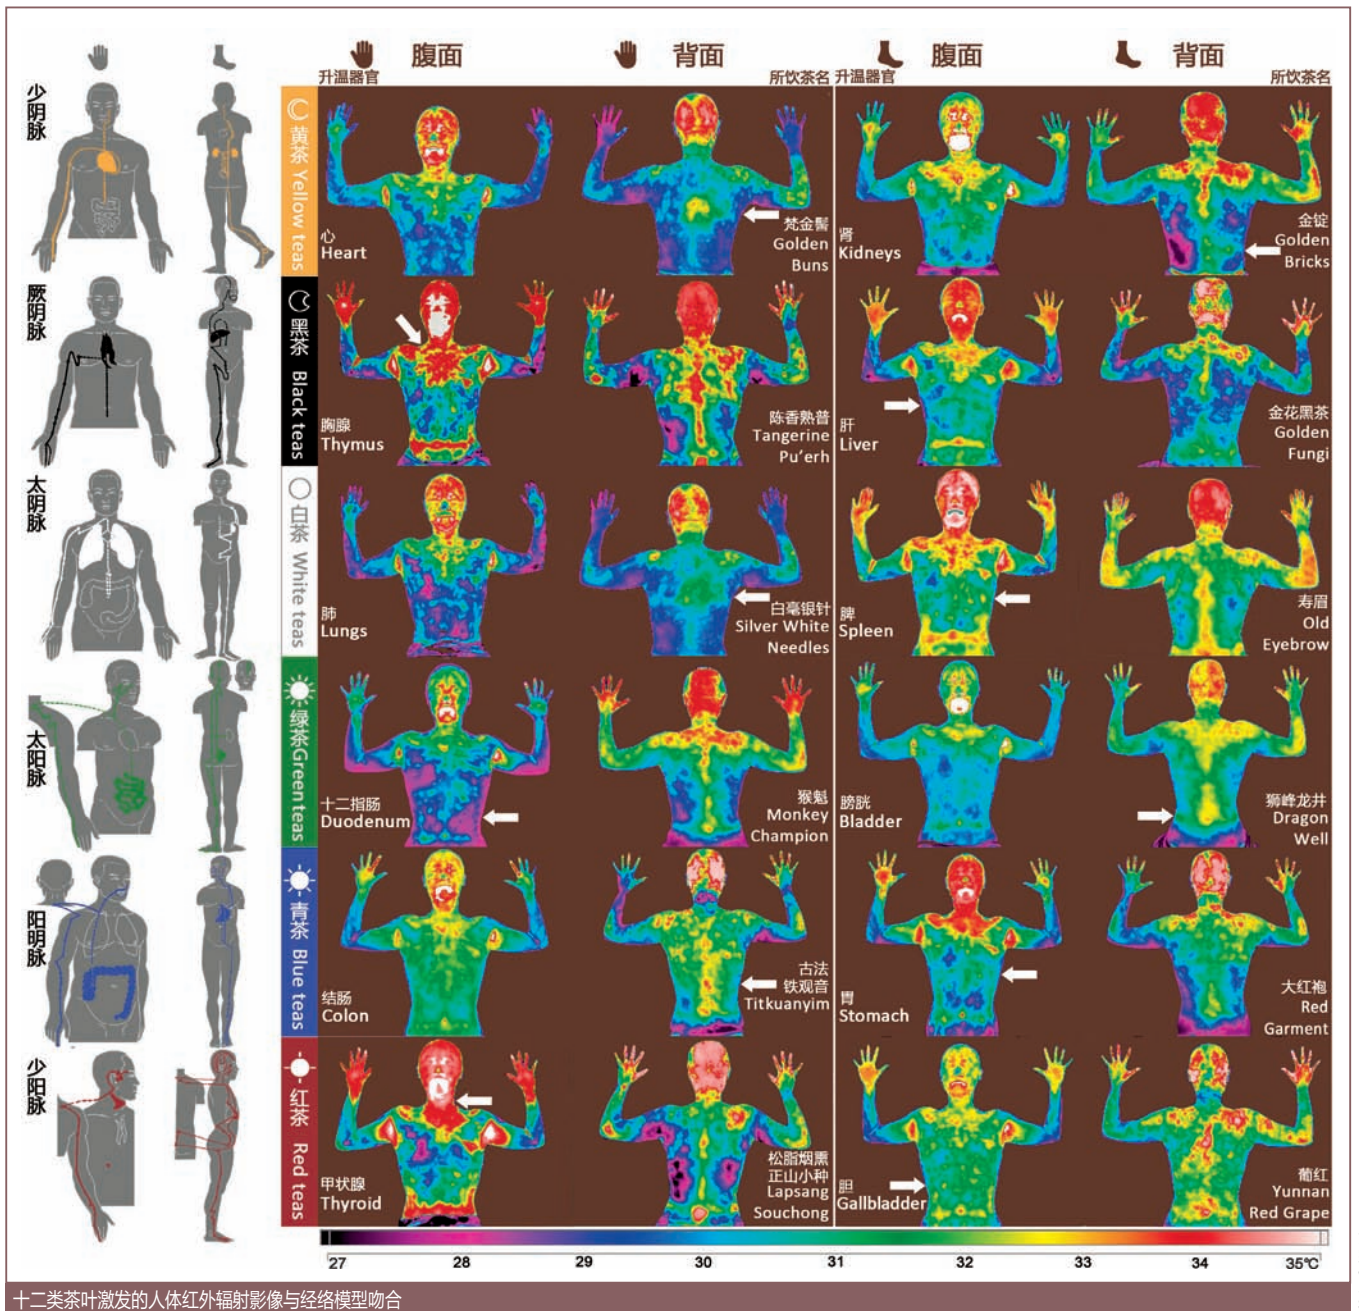 腹面
背面
腹面
背面
升温器官
所饮茶名
升温器官
所饮茶名
少阴脉
黄茶 Yellow teas
心
Heart
梵金髻
Golden
Buns
肾
Kidneys
金锭
Golden
Bricks
厥阴脉
黑茶 Black teas
胸腺
Thymus
陈香熟普
Tangerine
Pu'erh
肝
Liver
金花黑茶
Golden
Fungi
太阴脉
白茶 White teas
肺
Lungs
白毫银针
Silver White
Needles
脾
Spleen
寿眉
Old
Eyebrow
太阳脉
绿茶Green teas
十二指肠
Duodenum
猴魁
Monkey
Champion
膀胱
Bladder
狮峰龙井
Dragon
Well
阳明脉
青茶 Blue teas
结肠
Colon
古法
铁观音
Titkuanyim
胃
Stomach
大红袍
Red
Garment
少阳脉
红茶 Red teas
甲状腺
Thyroid
松脂烟熏
正山小种
Lapsang
Souchong
胆
Gallbladder
葡红
Yunnan
Red Grape
27 28 29 30 31 32 33 34 35℃
十二类茶叶激发的人体红外辐射影像与经络模型吻合